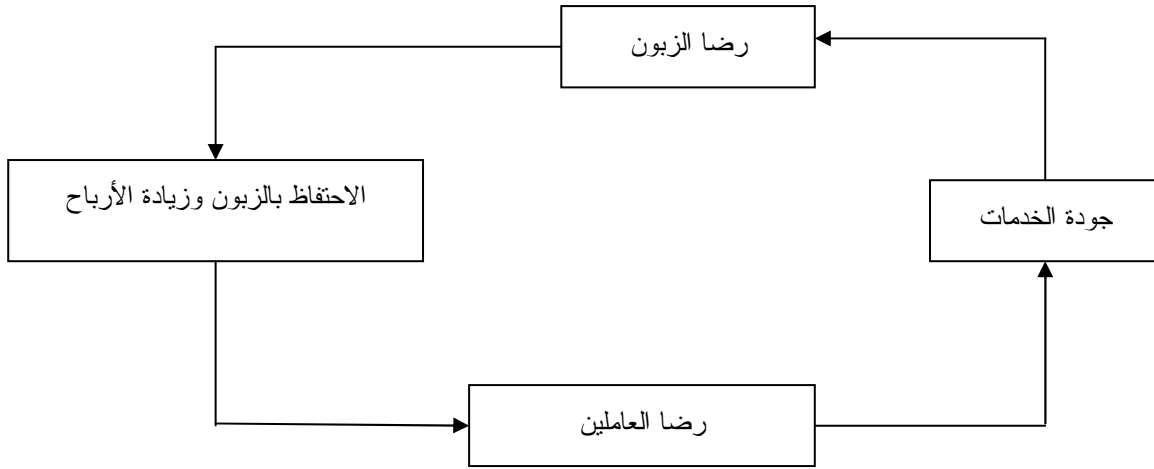 رضا الزبون
الاحتفاظ بالزبون وزيادة الأرباح
جودة الخدمات
رضا العاملين